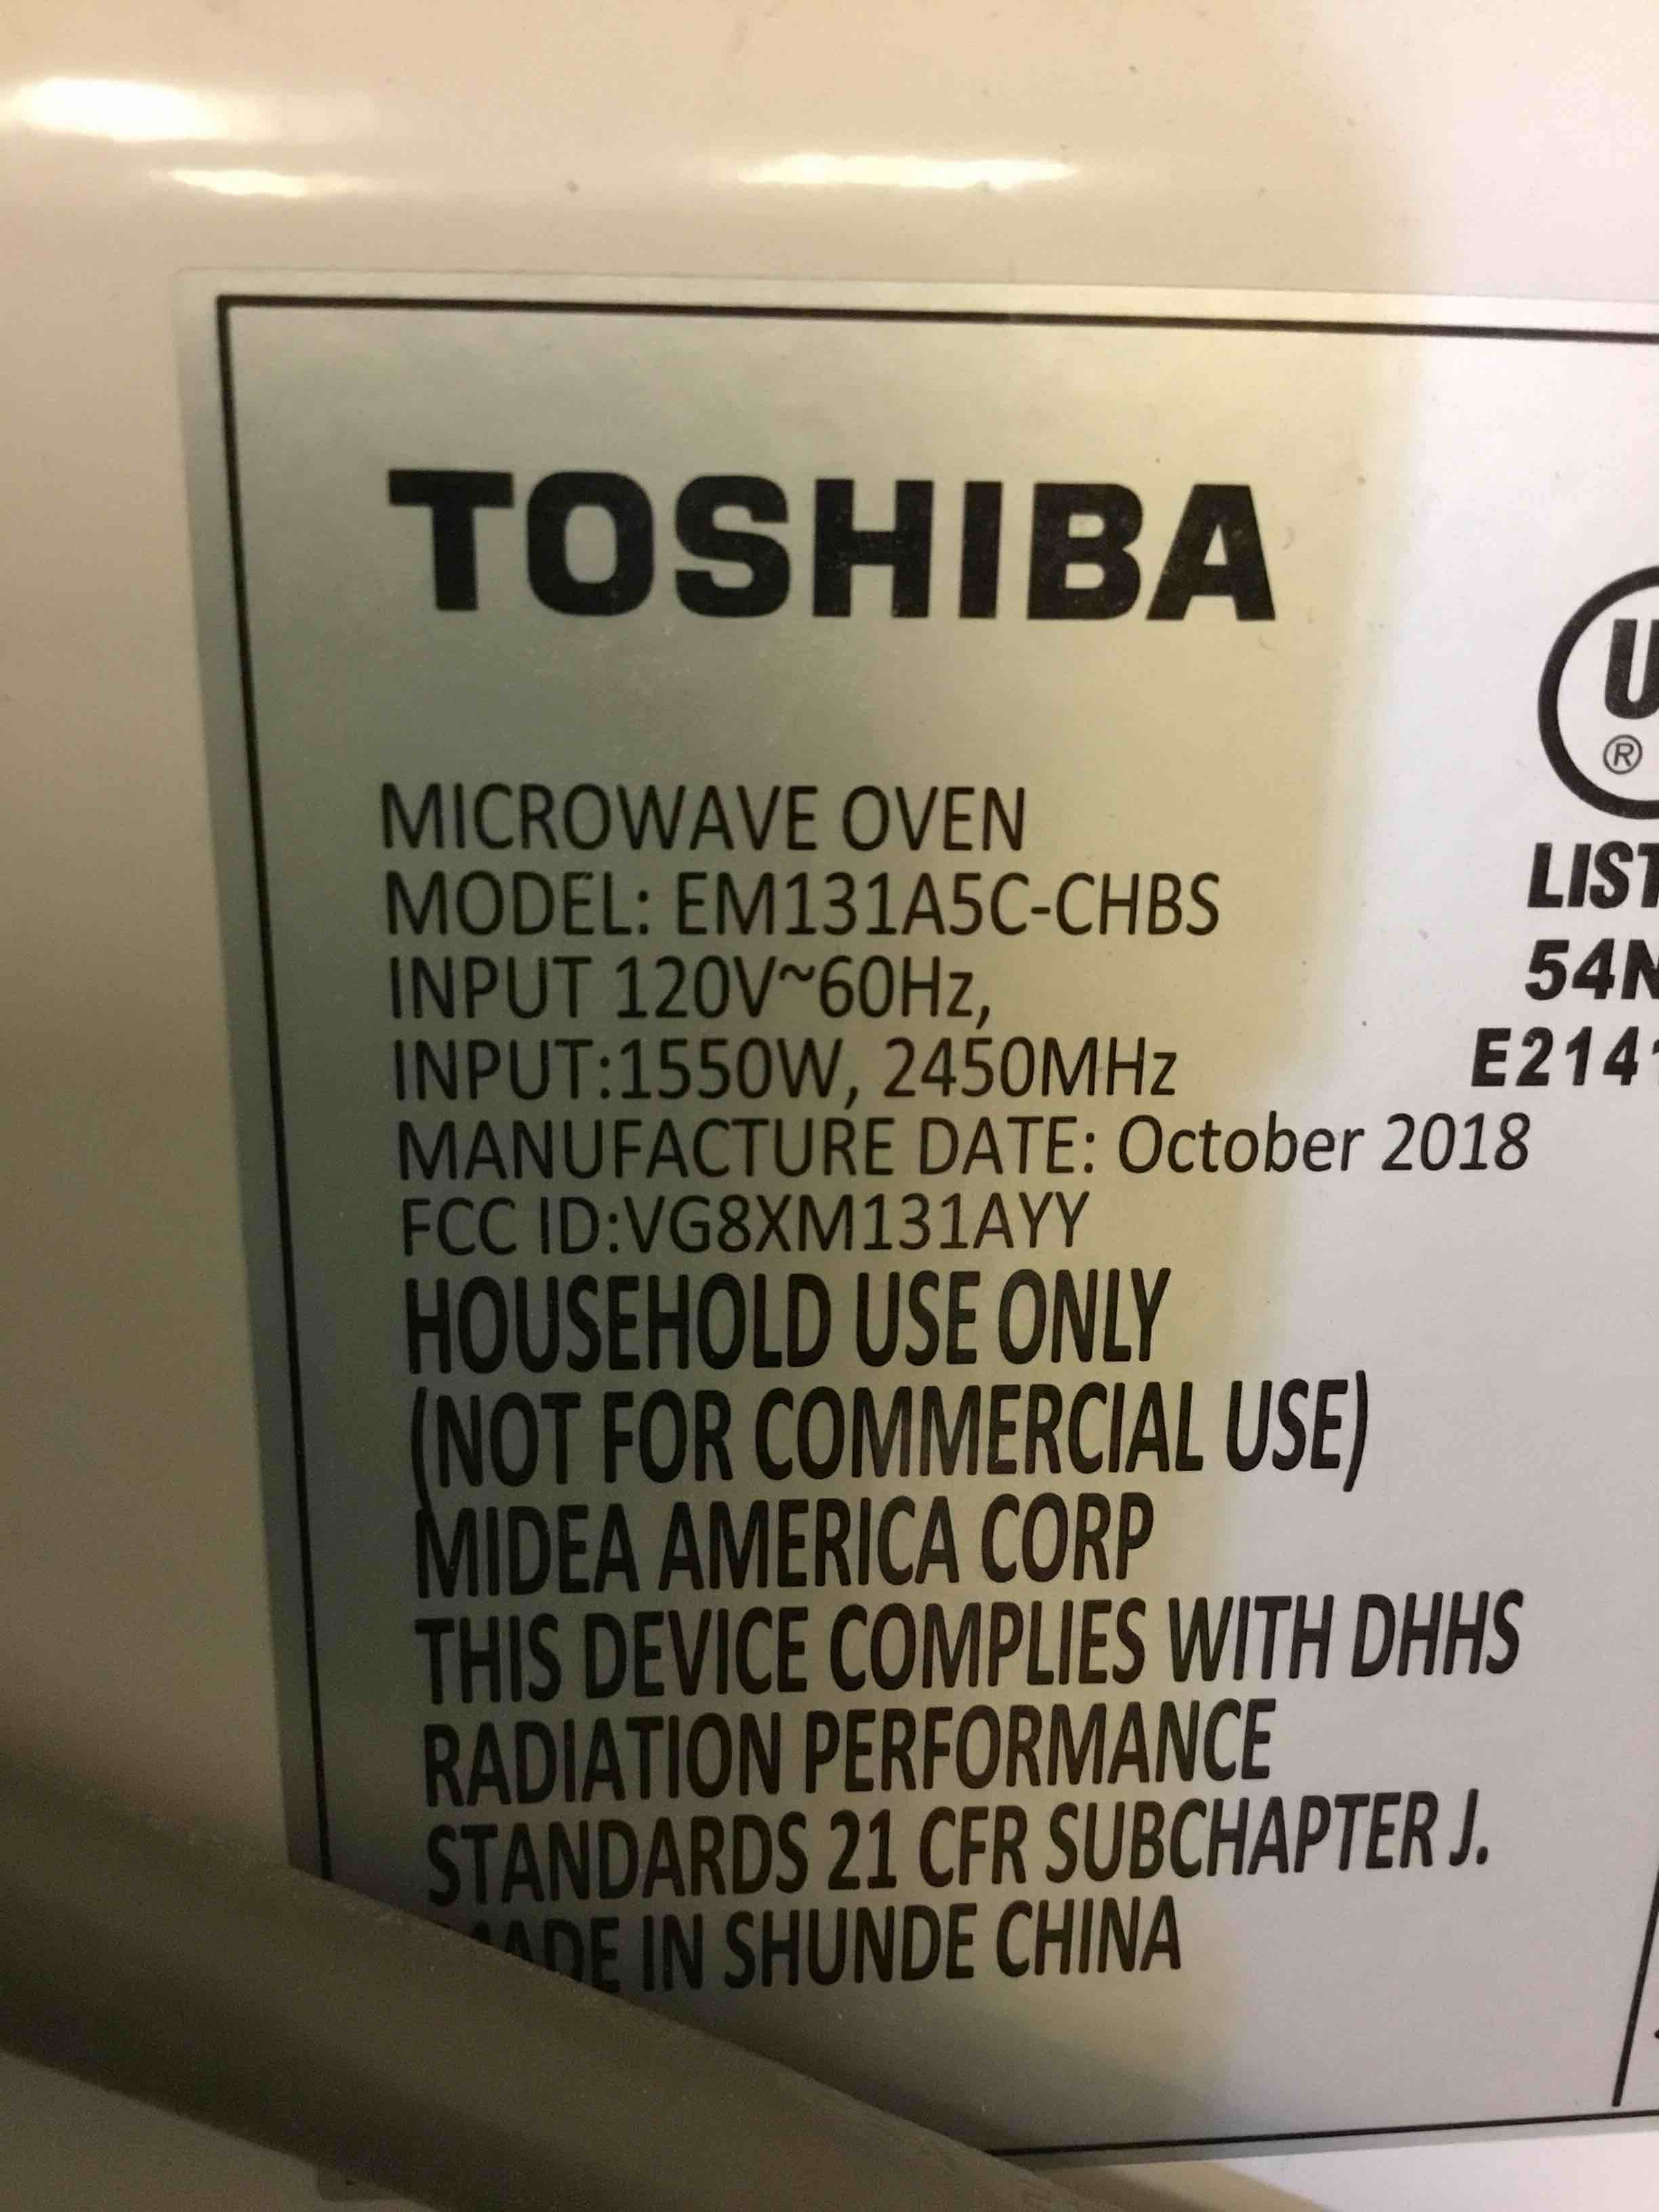 TOSHIBA
MICROWAVE OVEN
MODEL: EM131A5C-CHBS
INPUT 120V~60Hz,
INPUT:1550W, 2450MHz
MANUFACTURE DATE: October 2018
FCC ID:VG8XM131AYY
HOUSEHOLD USE ONLY
(NOT FOR COMMERCIAL USE)
MIDEA AMERICA CORP
THIS DEVICE COMPLIES WITH DHHS
RADIATION PERFORMANCE
STANDARDS 21 CFR SUBCHAPTER J.
MADE IN SHUNDE CHINA
U
®